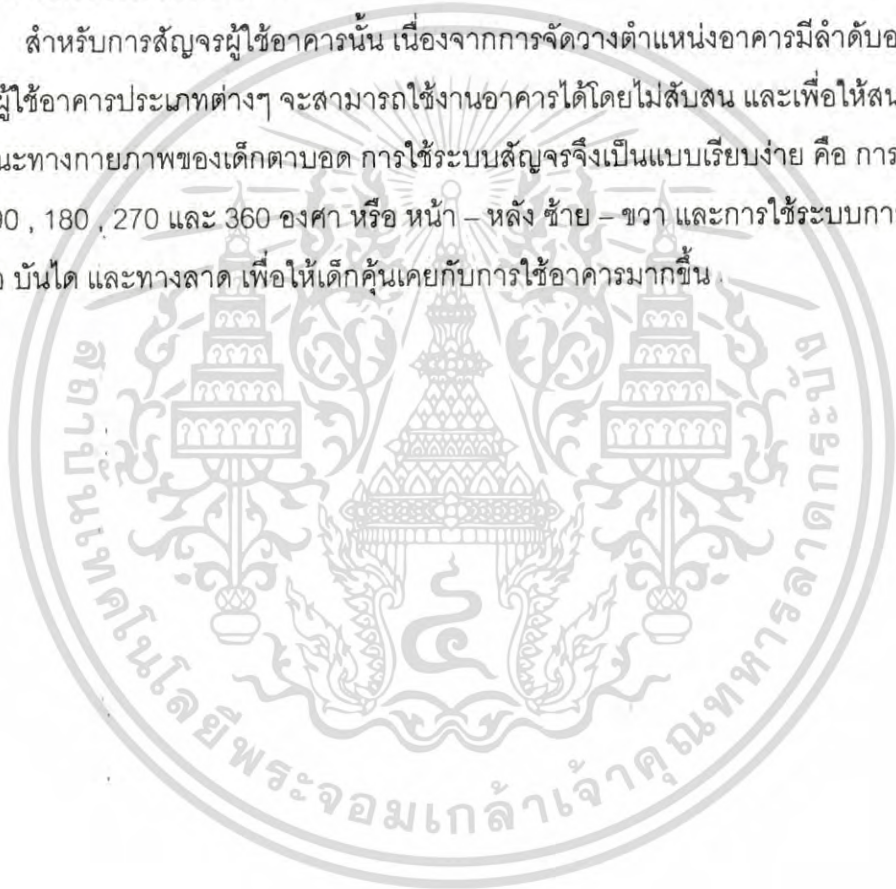 สำหรับการสัญจรผู้ใช้อาคารนั้น เนื่องจากการจัดวางตำแหน่งอาคารมีลำดับ
ผู้ใช้อาคารประเภทต่างๆ จะสามารถใช้งานอาคารได้โดยไม่สับสน และเพื่อให้
ทางกายภาพของเด็กตาบอด การใช้ระบบสัญจรจึงเป็นแบบเรียบง่าย คือ การ
90 , 180 , 270 และ 360 องศา หรือ หน้า – หลัง ซ้าย – ขวา และการใช้ระบบ
บันได และทางลาด เพื่อให้เด็กคุ้นเคยกับการใช้อาคารมากขึ้น
สถาบันเทคโนโลยีพระจอมเกล้าเจ้าคุณทหารลาดกระบัง
๔